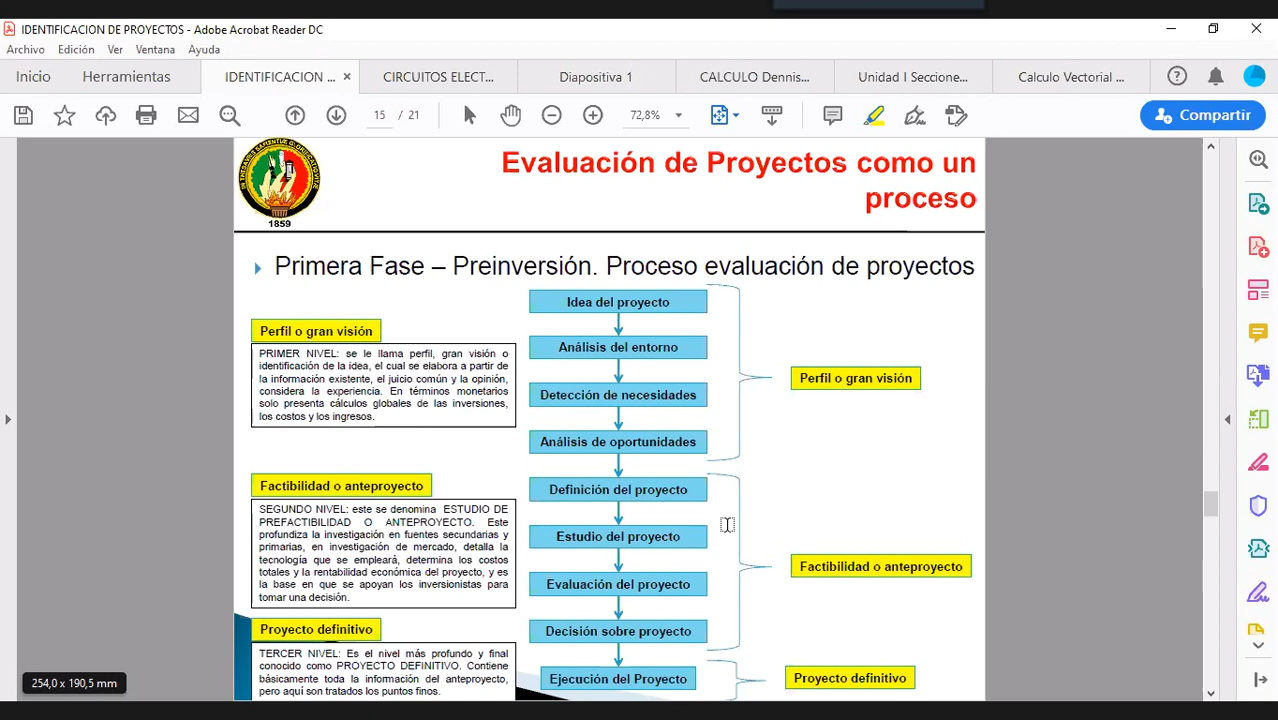 IDENTIFICACION DE PROYECTOS - Adobe Acrobat Reader DC
Archivo Edición Ver Ventana Ayuda
Inicio Herramientas IDENTIFICACION ... × CIRCUITOS ELECT... Diapositiva 1 CALCULO Dennis... Unidad I Seccione... Calculo Vectorial ...
15 / 21 72,8% Compartir
Evaluación de Proyectos como un
proceso
1859
Primera Fase – Preinversión. Proceso evaluación de proyectos
Perfil o gran visión
PRIMER NIVEL: se le llama perfil, gran visión o
identificación de la idea, el cual se elabora a partir de
la información existente, el juicio común y la opinión,
considera la experiencia. En términos monetarios
solo presenta cálculos globales de las inversiones,
los costos y los ingresos.
Factibilidad o anteproyecto
SEGUNDO NIVEL: este se denomina ESTUDIO DE
PREFACTIBILIDAD O ANTEPROYECTO. Este
profundiza la investigación en fuentes secundarias y
primarias, en investigación de mercado, detalla la
tecnología que se empleará, determina los costos
totales y la rentabilidad económica del proyecto, y es
la base en que se apoyan los inversionistas para
tomar una decisión.
Proyecto definitivo
TERCER NIVEL: Es el nivel más profundo y final
conocido como PROYECTO DEFINITIVO. Contiene
básicamente toda la información del anteproyecto,
pero aquí son tratados los puntos finos.
Idea del proyecto
Análisis del entorno
Detección de necesidades
Análisis de oportunidades
Definición del proyecto
Estudio del proyecto
Evaluación del proyecto
Decisión sobre proyecto
Ejecución del Proyecto
Perfil o gran visión
Factibilidad o anteproyecto
Proyecto definitivo
254,0 x 190,5 mm